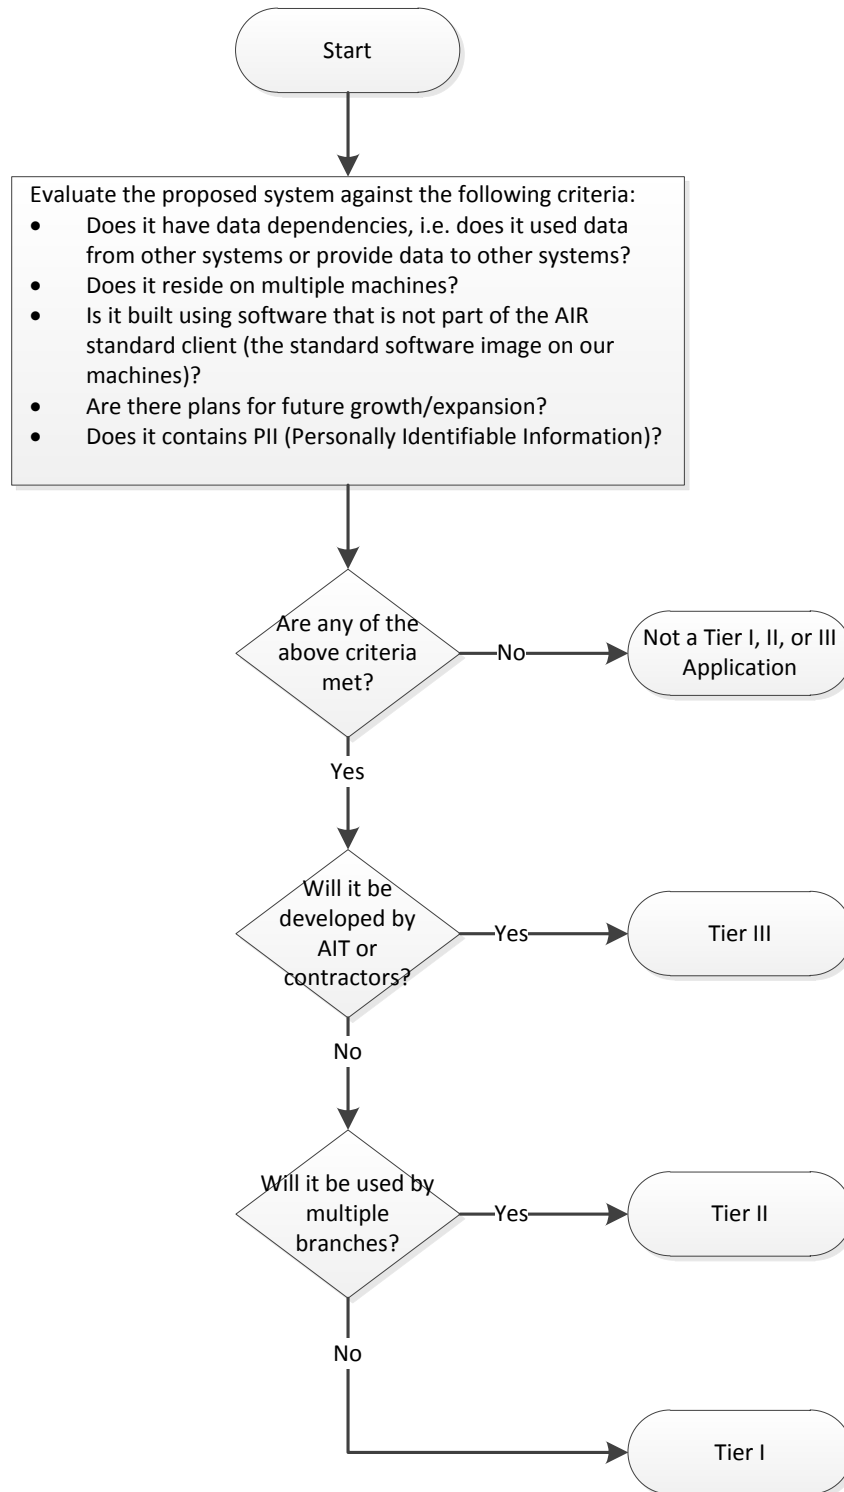 Start
Evaluate the proposed system against the following criteria:
• Does it have data dependencies, i.e. does it used data
from other systems or provide data to other systems?
• Does it reside on multiple machines?
• Is it built using software that is not part of the AIR
standard client (the standard software image on our
machines)?
• Are there plans for future growth/expansion?
• Does it contains PII (Personally Identifiable Information)?
Are any of the
above criteria
met?
No
Not a Tier I, II, or III
Application
Yes
Will it be
developed by
AIT or
contractors?
Yes
Tier III
No
Will it be used by
multiple
branches?
Yes
Tier II
No
Tier I